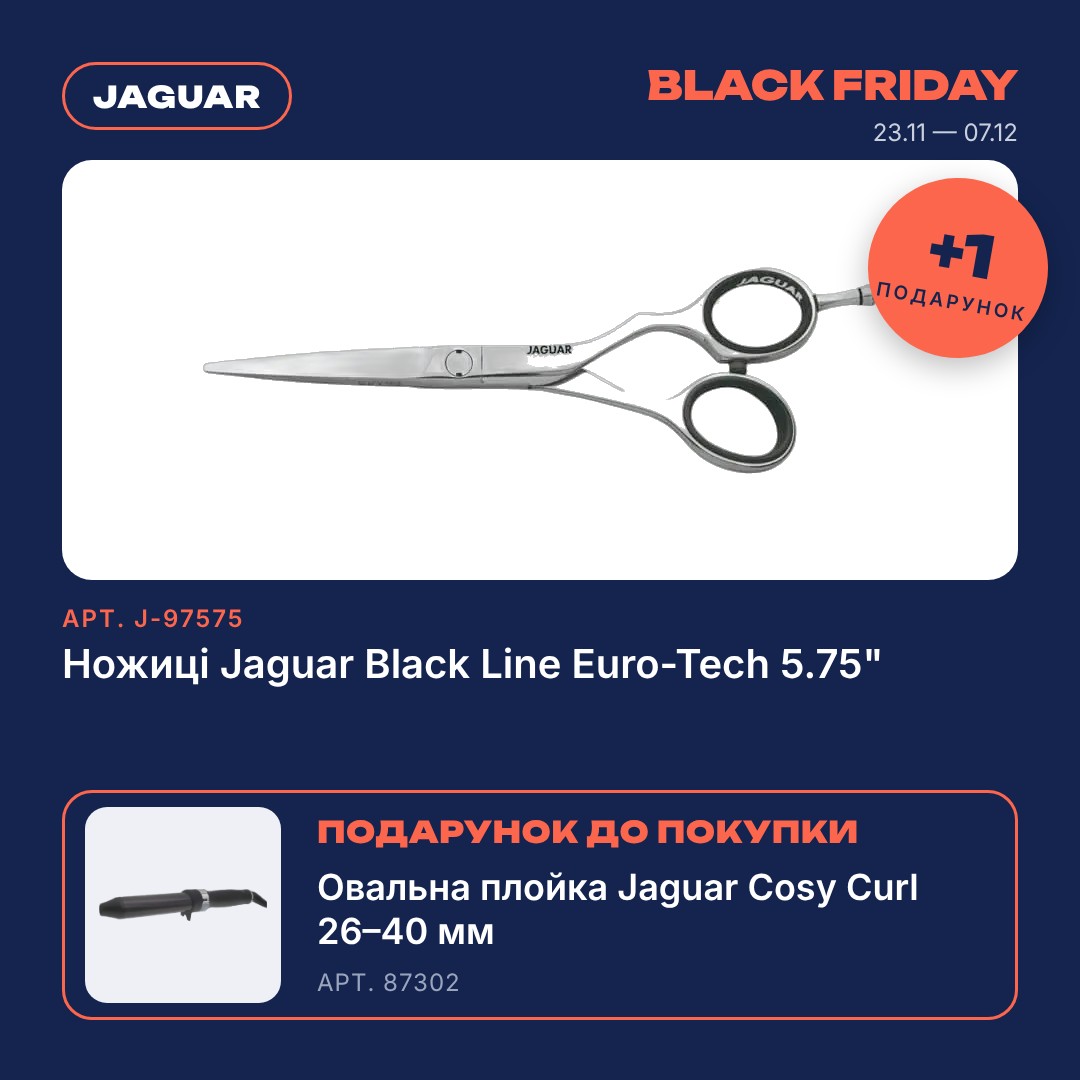 JAGUAR
BLACK FRIDAY
23.11 — 07.12
+1
ПОДАРУНОК
JAGUAR
JAGUAR
АРТ. J-97575
Ножиці Jaguar Black Line Euro-Tech 5.75"
ПОДАРУНОК ДО ПОКУПКИ
Овальна плойка Jaguar Cosy Curl
26–40 мм
АРТ. 87302